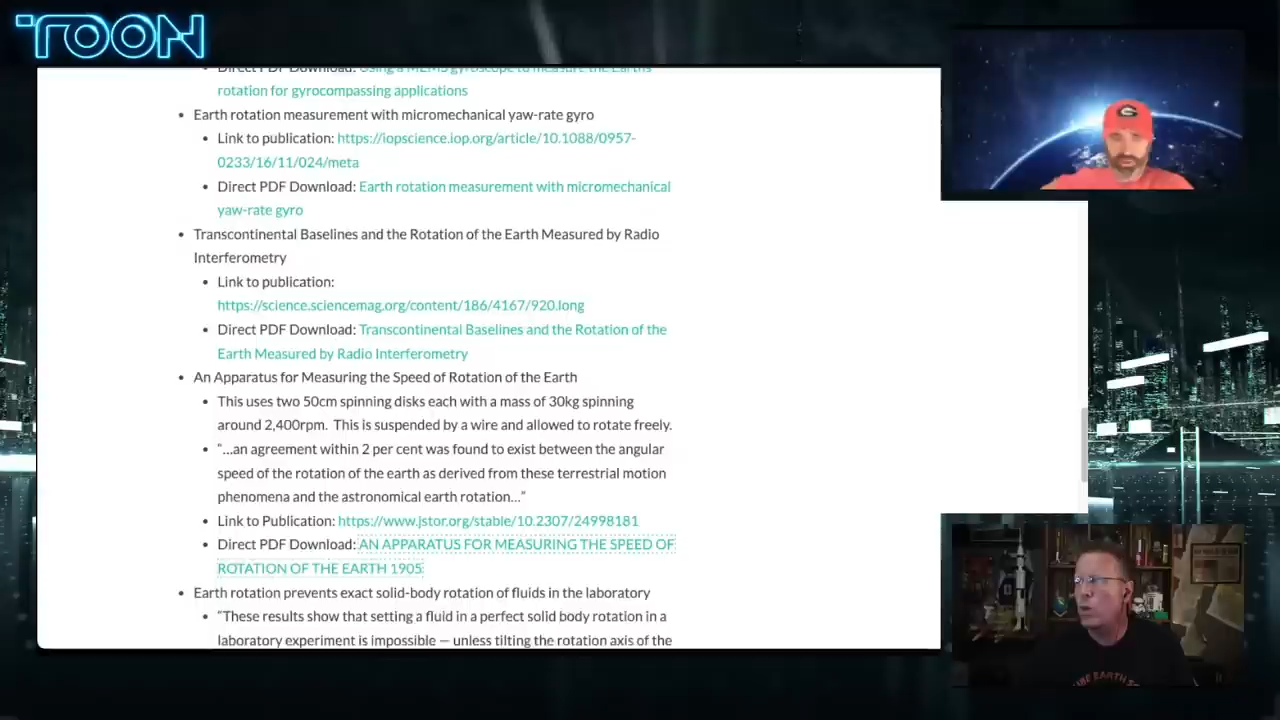 TOON
Direct PDF Download: Using a MEMS gyroscope to measure the Earth's
rotation for gyrocompassing applications
• Earth rotation measurement with micromechanical yaw-rate gyro
• Link to publication: https://iopscience.iop.org/article/10.1088/0957-
0233/16/11/024/meta
• Direct PDF Download: Earth rotation measurement with micromechanical
yaw-rate gyro
• Transcontinental Baselines and the Rotation of the Earth Measured by Radio
Interferometry
• Link to publication:
https://science.sciencemag.org/content/186/4167/920.long
• Direct PDF Download: Transcontinental Baselines and the Rotation of the
Earth Measured by Radio Interferometry
• An Apparatus for Measuring the Speed of Rotation of the Earth
• This uses two 50cm spinning disks each with a mass of 30kg spinning
around 2,400rpm. This is suspended by a wire and allowed to rotate freely.
• “...an agreement within 2 per cent was found to exist between the angular
speed of the rotation of the earth as derived from these terrestrial motion
phenomena and the astronomical earth rotation...”
• Link to Publication: https://www.jstor.org/stable/10.2307/24998181
• Direct PDF Download: AN APPARATUS FOR MEASURING THE SPEED OF
ROTATION OF THE EARTH 1905
• Earth rotation prevents exact solid-body rotation of fluids in the laboratory
• “These results show that setting a fluid in a perfect solid body rotation in a
laboratory experiment is impossible — unless tilting the rotation axis of the
EARTH